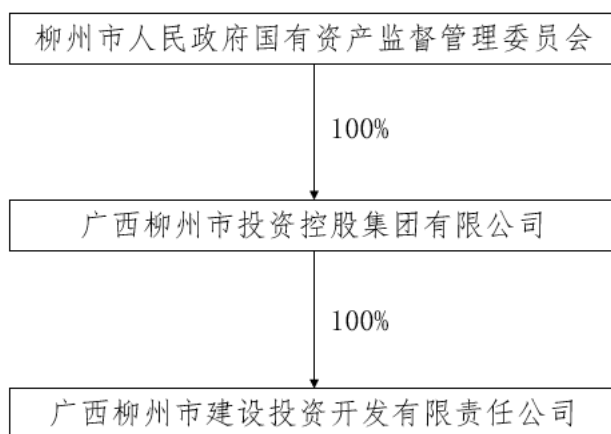 柳州市人民政府国有资产监督管理委员会
100%
广西柳州市投资控股集团有限公司
100%
广西柳州市建设投资开发有限责任公司